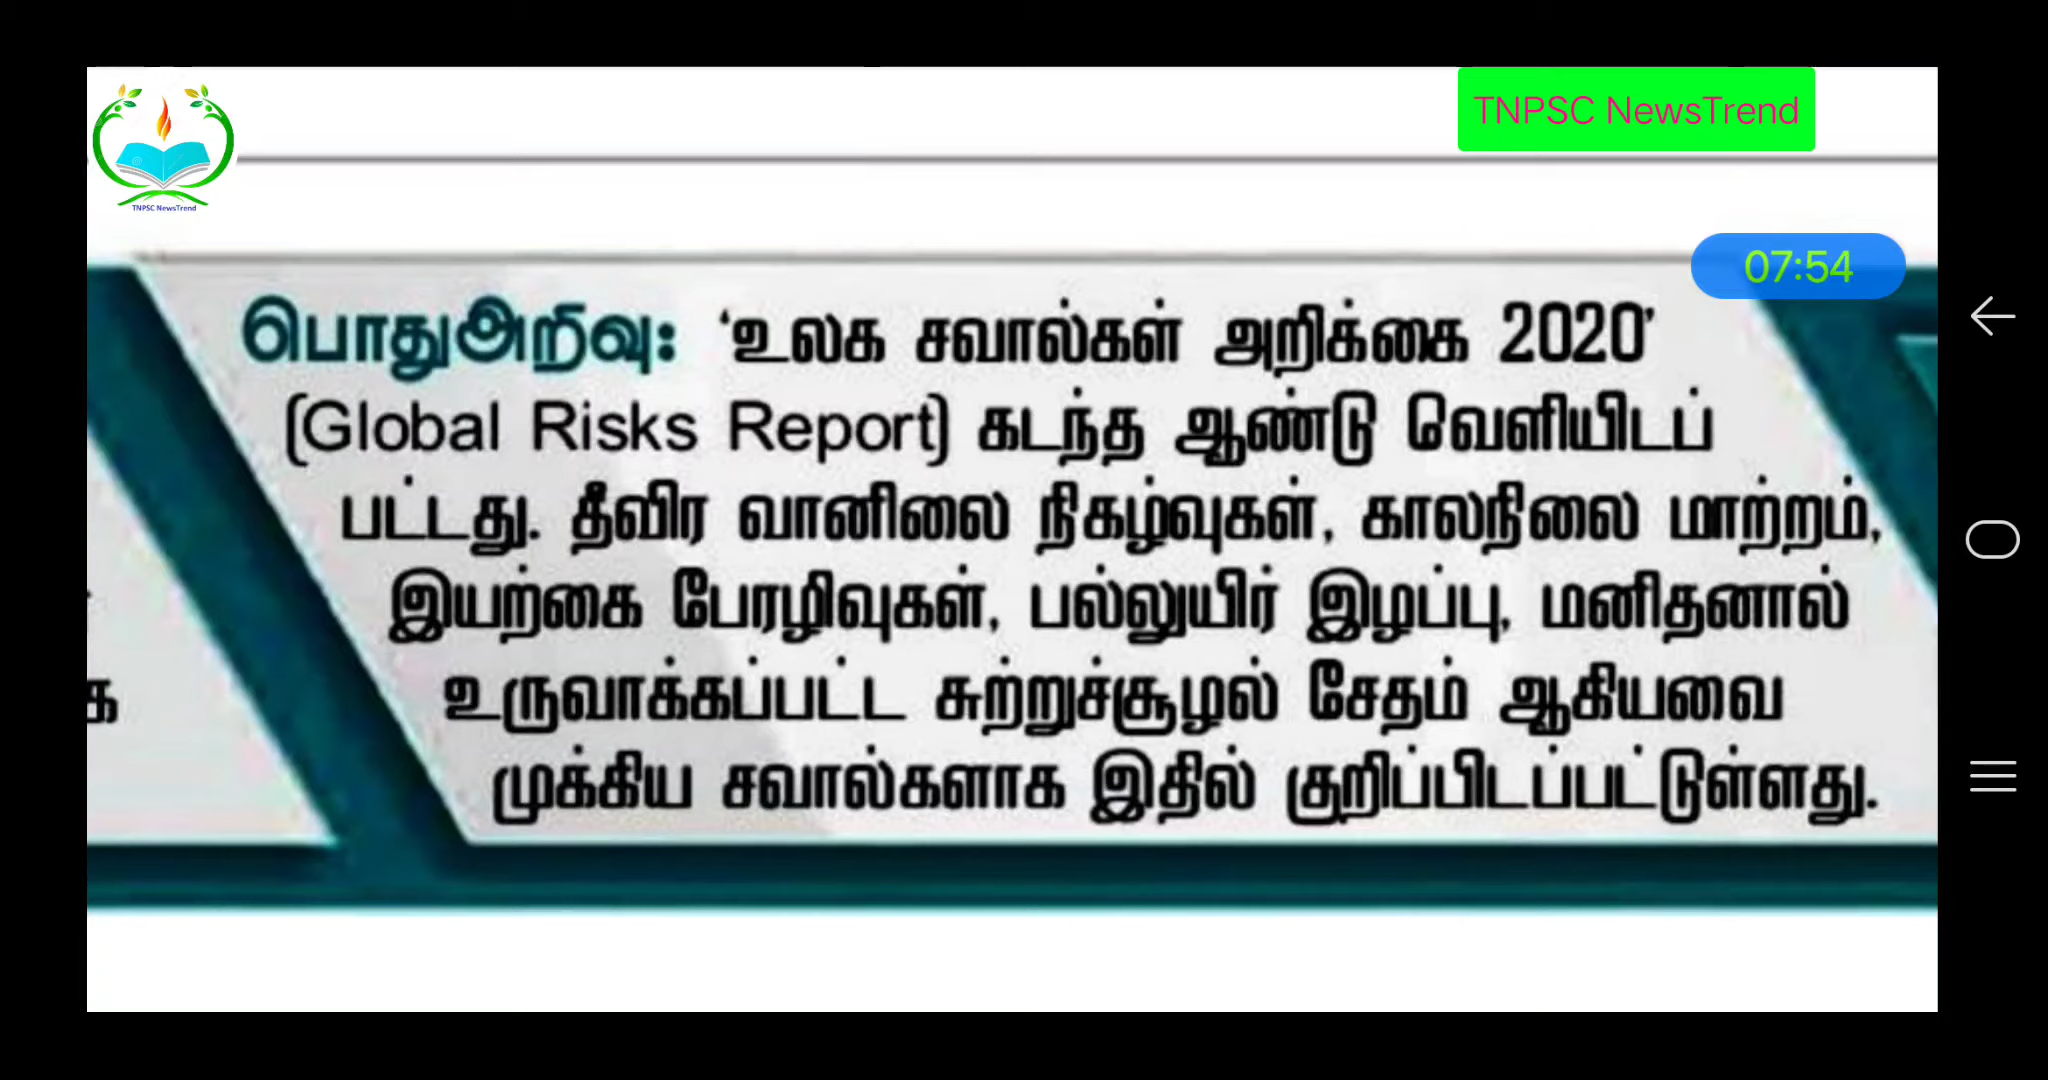 TNPSC NewsTrend
TNPSC NewsTrend
07:54
பொதுஅறிவு: ‘உலக சவால்கள் அறிக்கை 2020’
(Global Risks Report) கடந்த ஆண்டு வெளியிடப்
பட்டது. தீவிர வானிலை நிகழ்வுகள், காலநிலை மாற்றம்,
இயற்கை பேரழிவுகள், பல்லுயிர் இழப்பு, மனிதனால்
உருவாக்கப்பட்ட சுற்றுச்சூழல் சேதம் ஆகியவை
க
முக்கிய சவால்களாக இதில் குறிப்பிடப்பட்டுள்ளது.